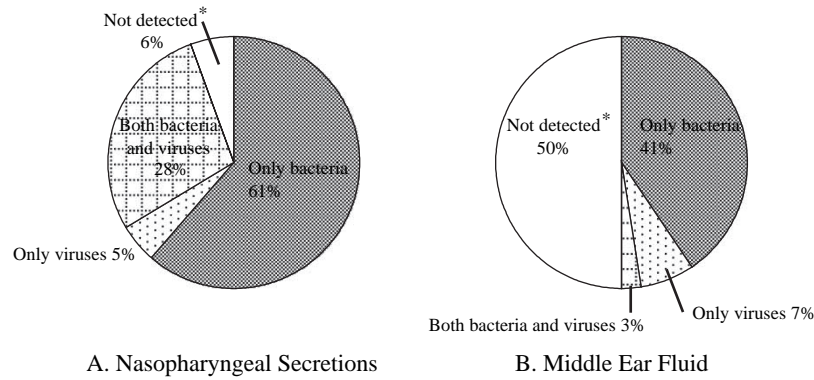 Not detected*
6%
Both bacteria
and viruses
28%
Only bacteria
61%
Only viruses 5%
A. Nasopharyngeal Secretions
Not detected*
50%
Only bacteria
41%
Only viruses 7%
Both bacteria and viruses 3%
B. Middle Ear Fluid